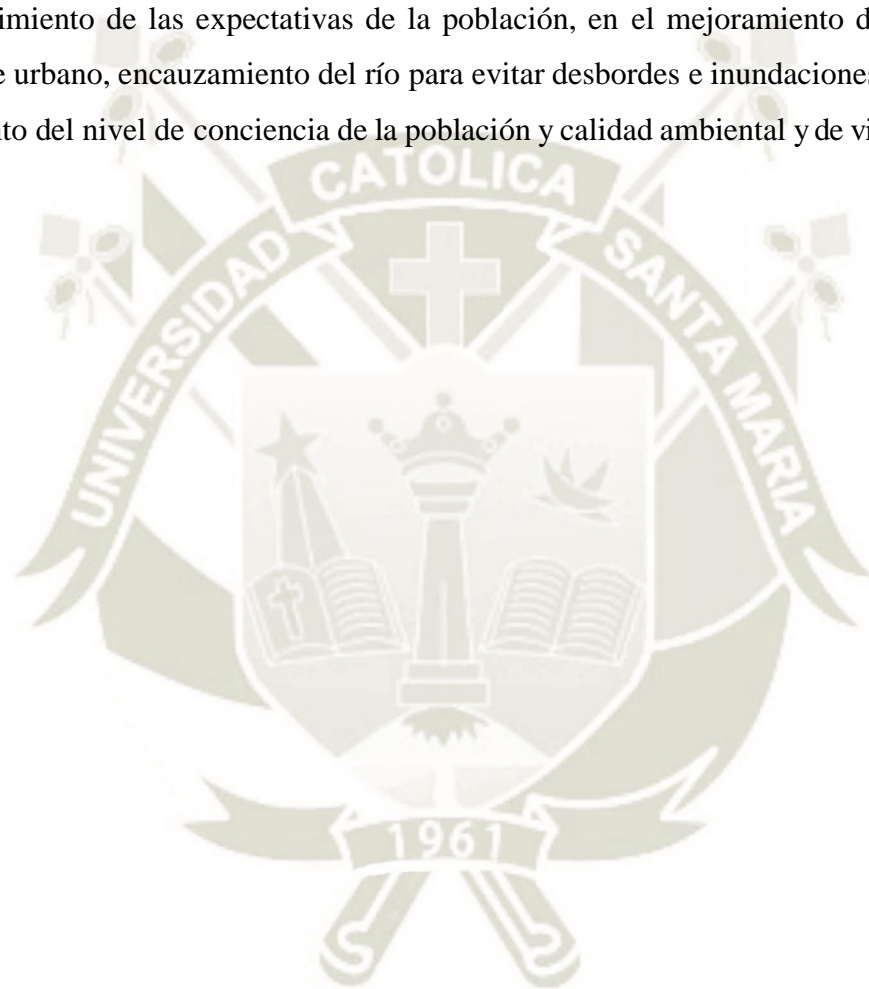 imiento de las expectativas de la población, en el mejoramiento d
e urbano, encauzamiento del río para evitar desbordes e inundaciones
to del nivel de conciencia de la población y calidad ambiental y de vi
UNIVERSIDAD CATOLICA SANTA MARIA
1961